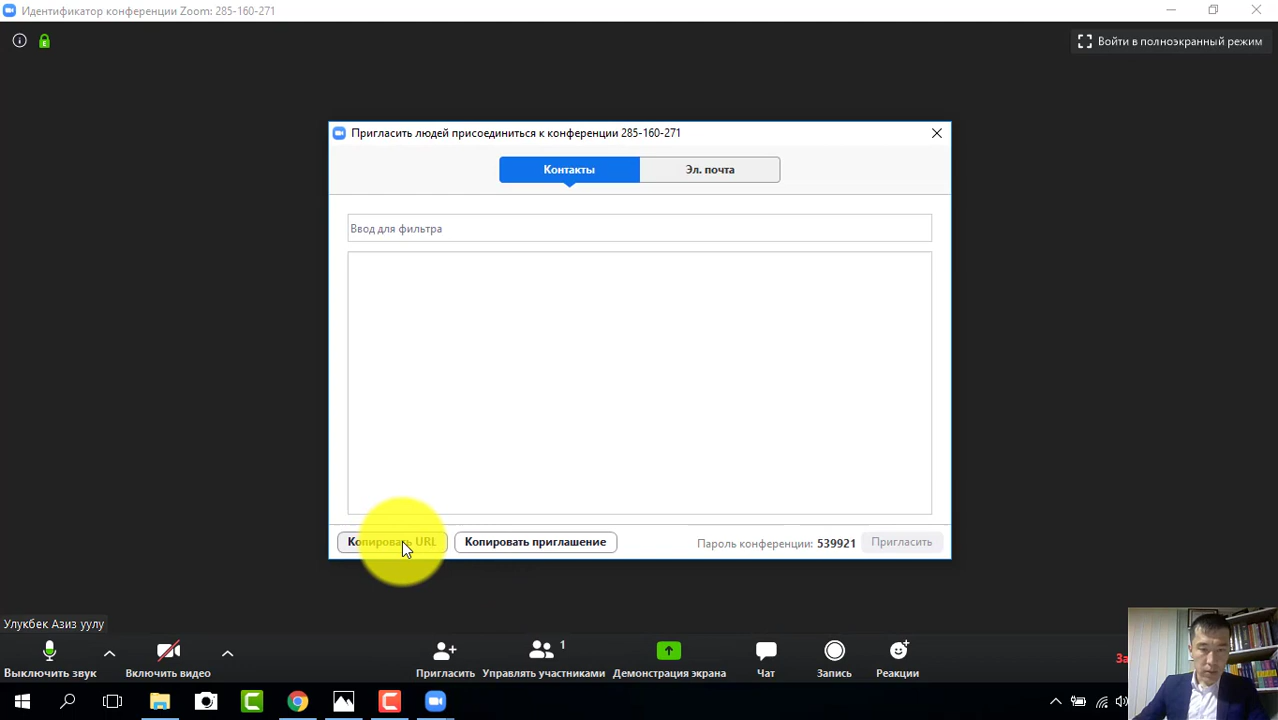 Идентификатор конференции Zoom: 285-160-271
Войти в полноэкранный режим
Пригласить людей присоединиться к конференции 285-160-271
Контакты
Эл. почта
Ввод для фильтра
Копировать URL
Копировать приглашение
Пароль конференции: 539921
Пригласить
Улукбек Азиз уулу
1
Выключить звук
Включить видео
Пригласить
Управлять участниками
Демонстрация экрана
Чат
Запись
Реакции